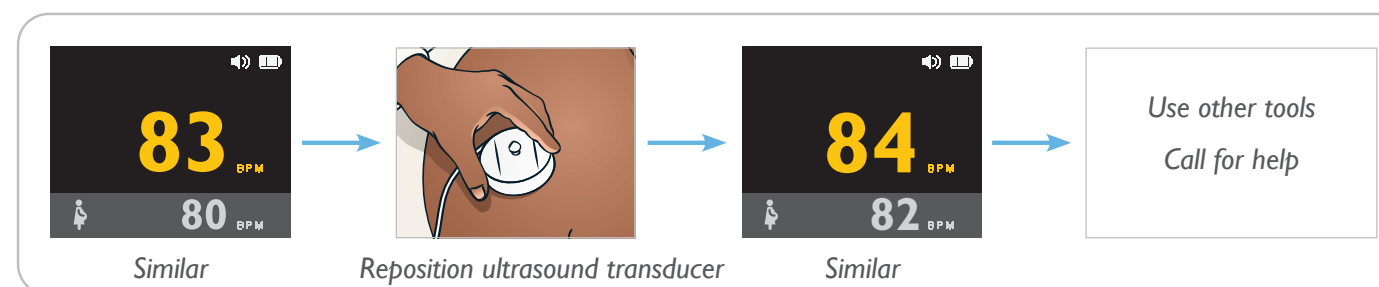 83 BPM
80 BPM
Similar
Reposition ultrasound transducer
84 BPM
82 BPM
Similar
Use other tools
Call for help